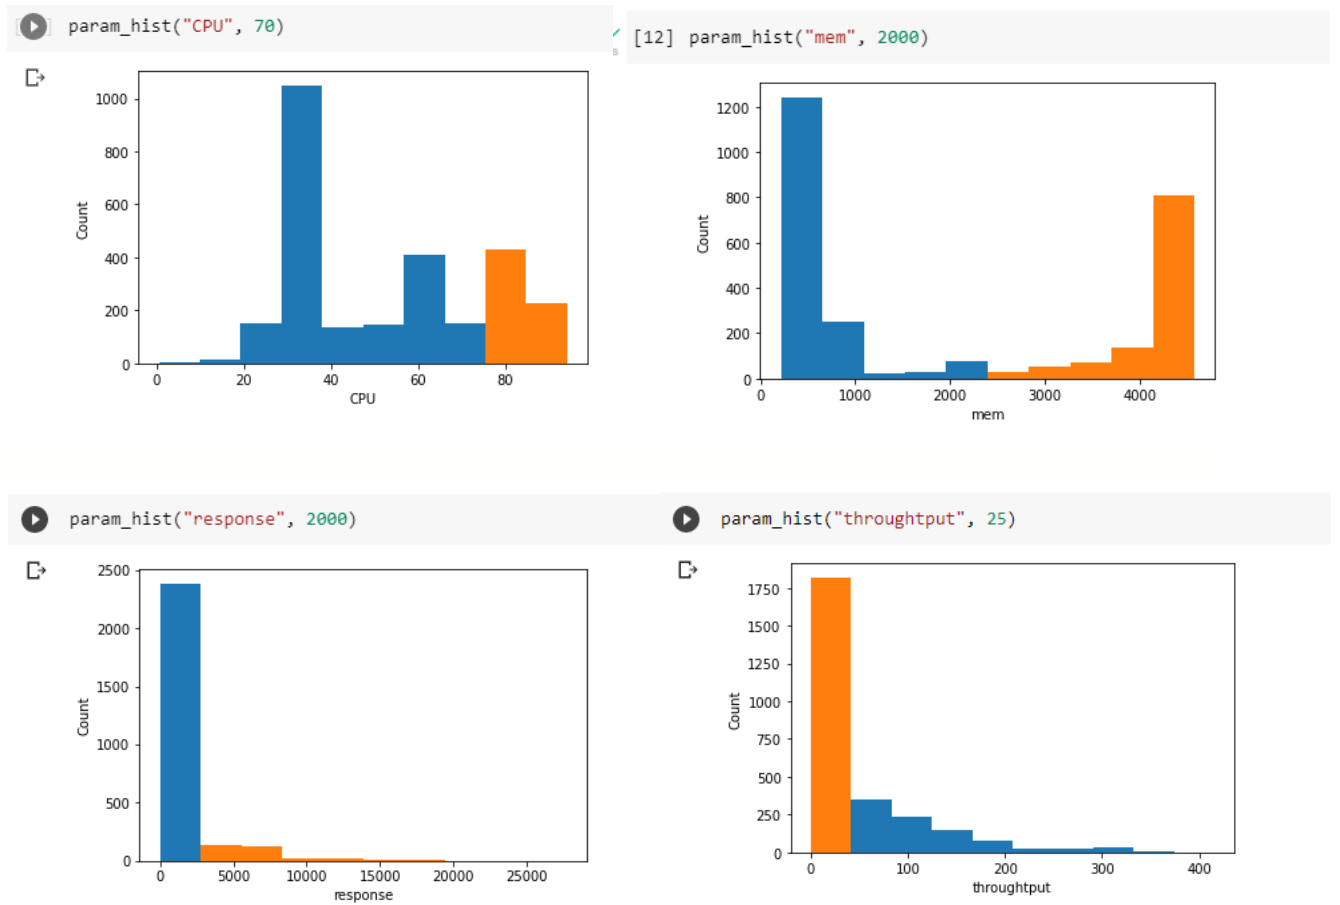 param_hist("CPU", 70)
1000
800
600
400
200
0
Count
0 20 40 60 80
CPU
[12] param_hist("mem", 2000)
1200
1000
800
600
400
200
0
Count
0 1000 2000 3000 4000
mem
param_hist("response", 2000)
2500
2000
1500
1000
500
0
Count
0 5000 10000 15000 20000 25000
response
param_hist("throughtput", 25)
1750
1500
1250
1000
750
500
250
0
Count
0 100 200 300 400
throughtput